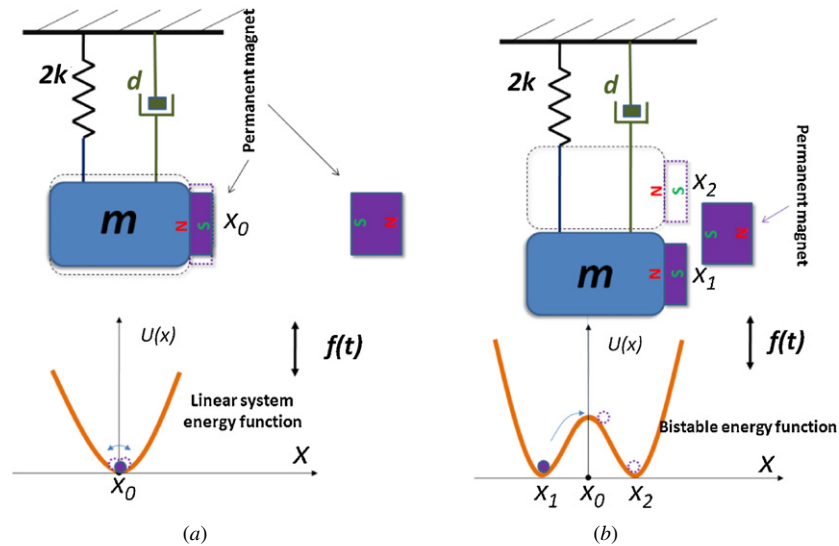 2k
d
Permanent magnet
m
N
S
X0
S
N
U(x)
f(t)
Linear system
energy function
X
X0
(a)
2k
d
Permanent magnet
N
S
X2
S
N
m
N
S
X1
U(x)
f(t)
Bistable energy function
X
X1
X0
X2
(b)